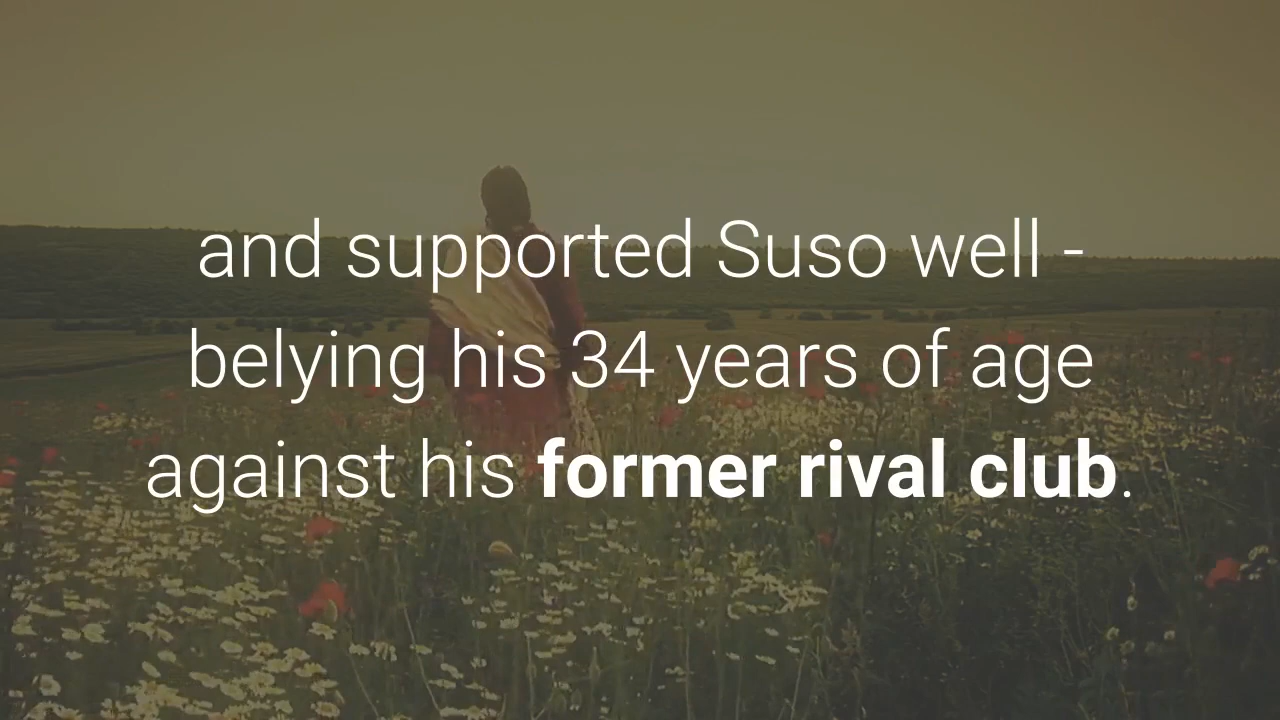 and supported Suso well -
belying his 34 years of age
against his former rival club.